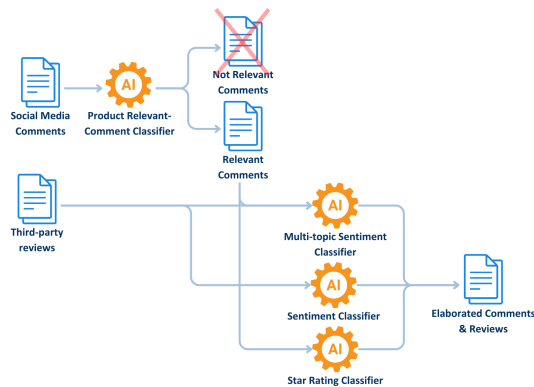 AI
Not Relevant
Comments
Social Media
Comments
Product Relevant-
Comment Classifier
Relevant
Comments
Third-party
reviews
AI
Multi-topic Sentiment
Classifier
AI
Sentiment Classifier
Elaborated Comments
& Reviews
AI
Star Rating Classifier